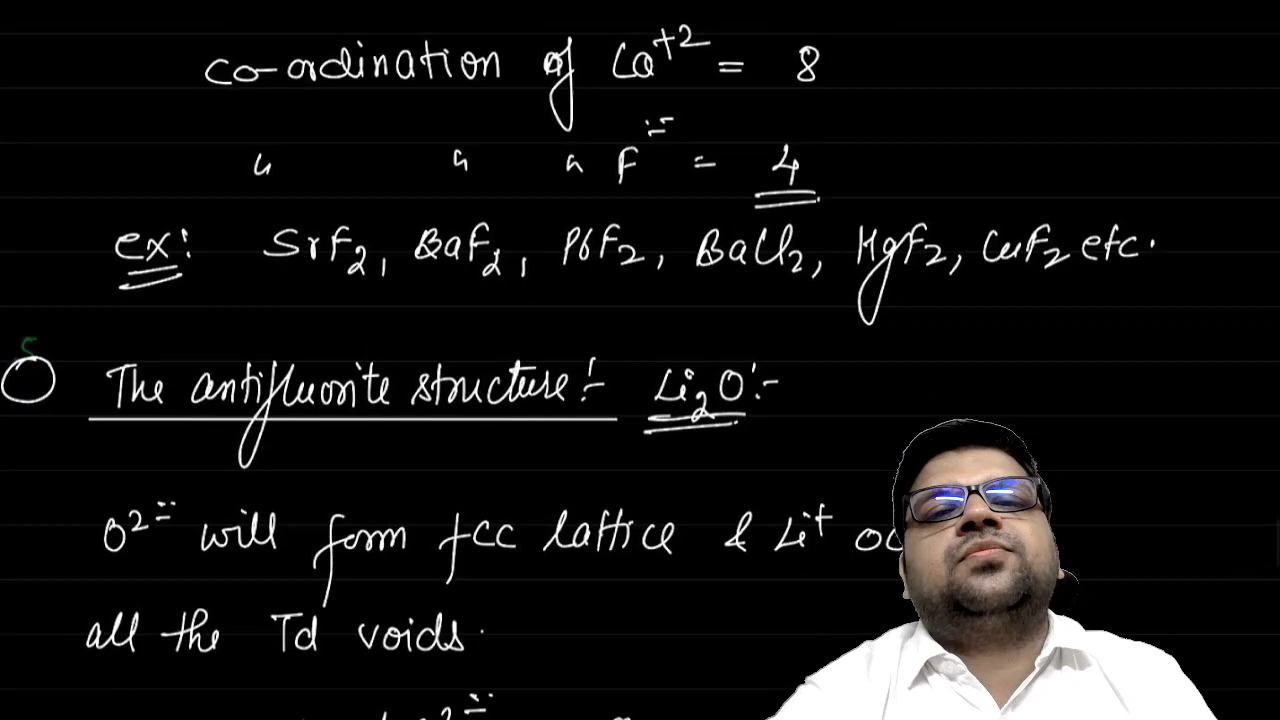 co-ordination of Ca+2 = 8
" " " F- = 4
ex: SrF2, BaF2, PbF2, BaCl2, HgF2, CuF2 etc.
5
The antifluorite structure:- Li2O:-
O2- will form fcc lattice & Li+
all the Td voids.